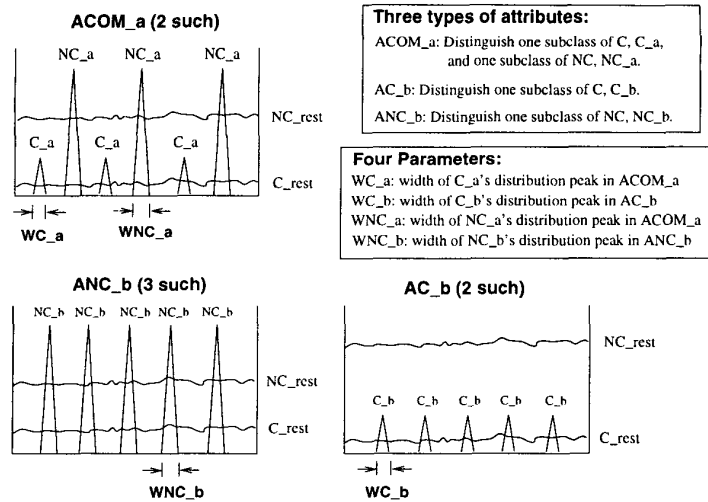 ACOM_a (2 such)
NC_a NC_a NC_a
NC_rest
C_a C_a C_a
C_rest
WC_a
WNC_a
Three types of attributes:
ACOM_a: Distinguish one subclass of C, C_a,
and one subclass of NC, NC_a.
AC_b: Distinguish one subclass of C, C_b.
ANC_b: Distinguish one subclass of NC, NC_b.
Four Parameters:
WC_a: width of C_a's distribution peak in ACOM_a
WC_b: width of C_b's distribution peak in AC_b
WNC_a: width of NC_a's distribution peak in ACOM_a
WNC_b: width of NC_b's distribution peak in ANC_b
ANC_b (3 such)
NC_b NC_b NC_b NC_b NC_b
NC_rest
C_rest
WNC_b
AC_b (2 such)
NC_rest
C_b C_b C_b C_b C_b
C_rest
WC_b